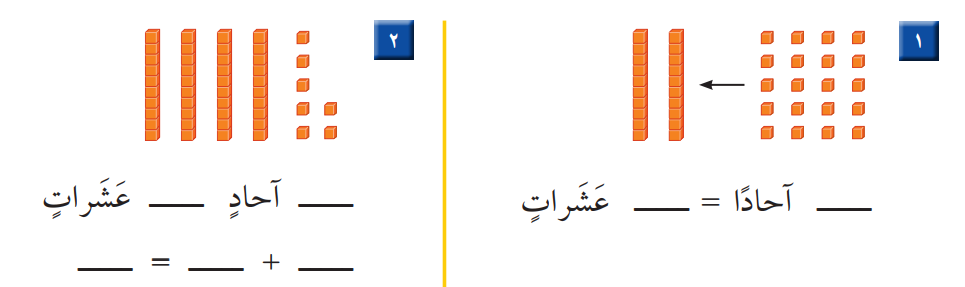 ١
____ آحادًا = ____ عَشَراتٍ
٢
____ آحادٍ ____ عَشَراتٍ
____ + ____ = ____